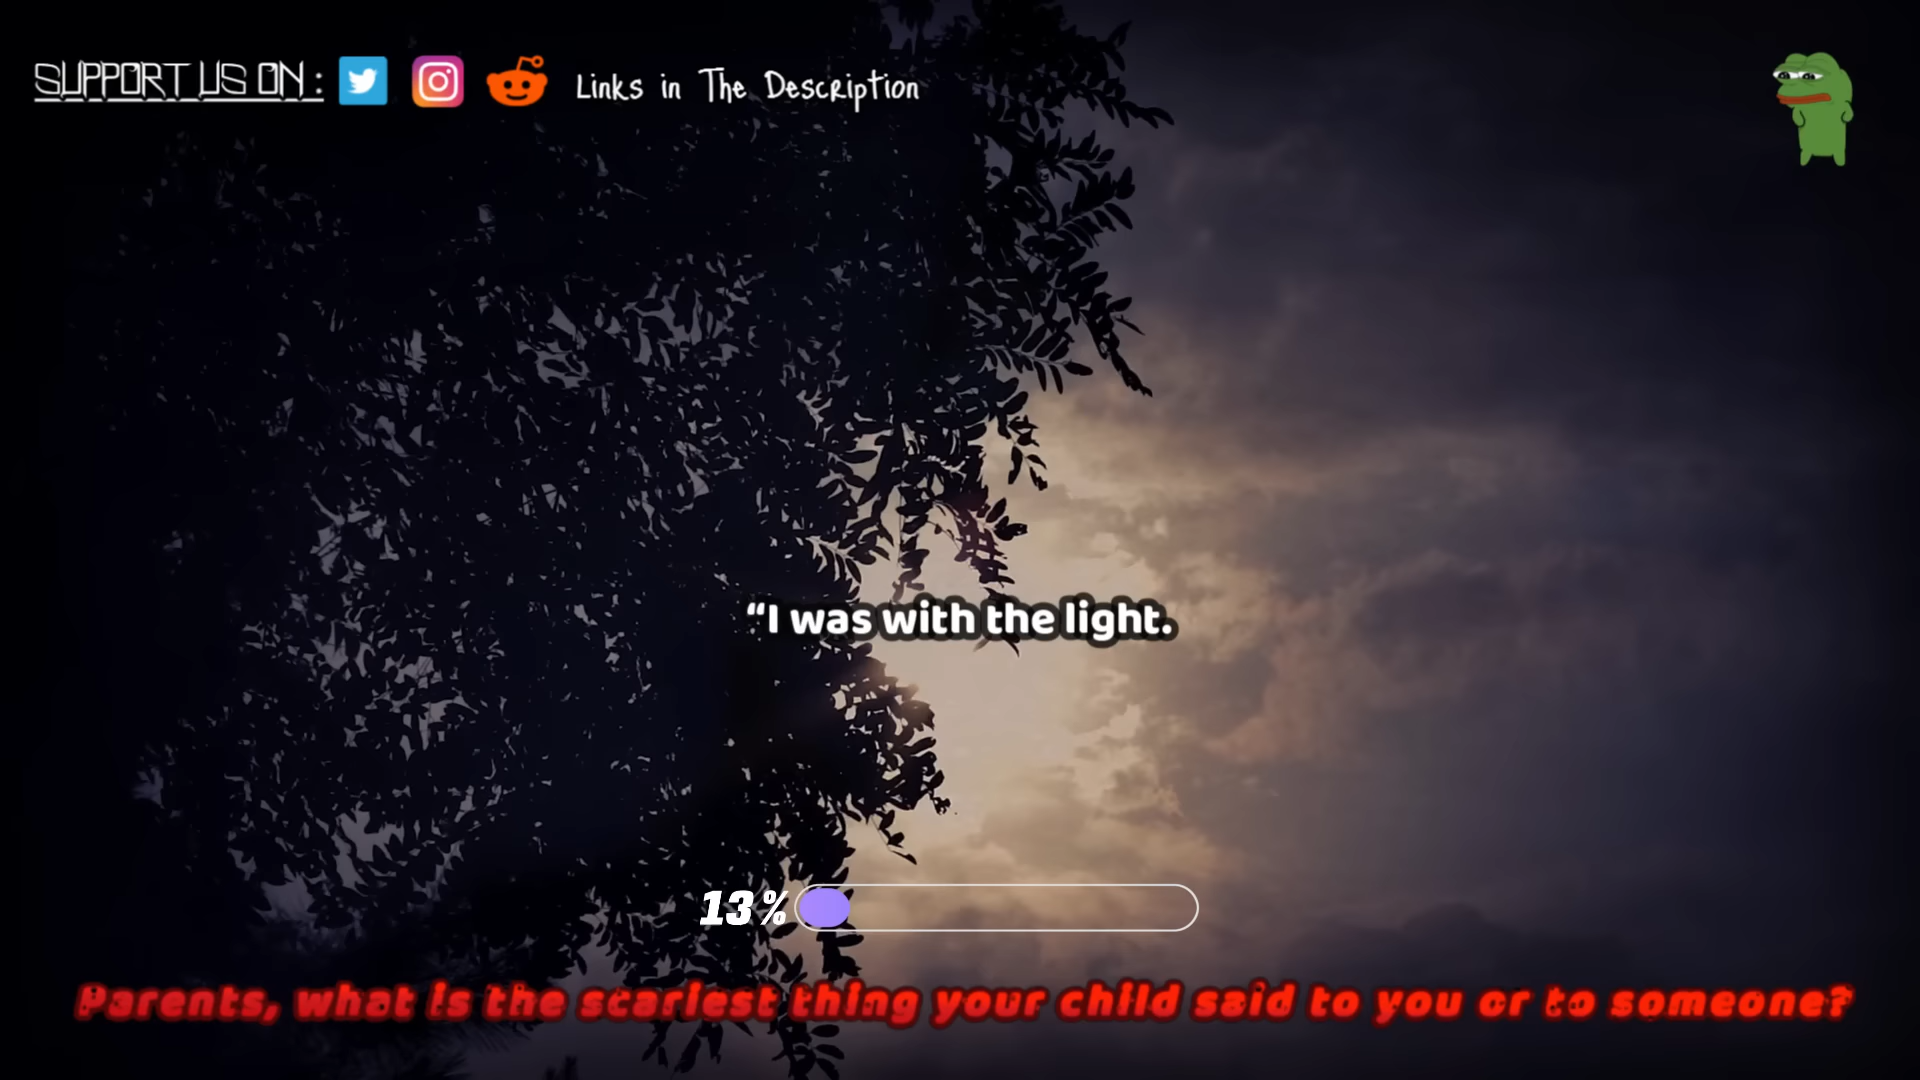 SUPPORT US ON :
Links in The Description
“I was with the light.
13%
Parents, what is the scariest thing your child said to you or to someone?